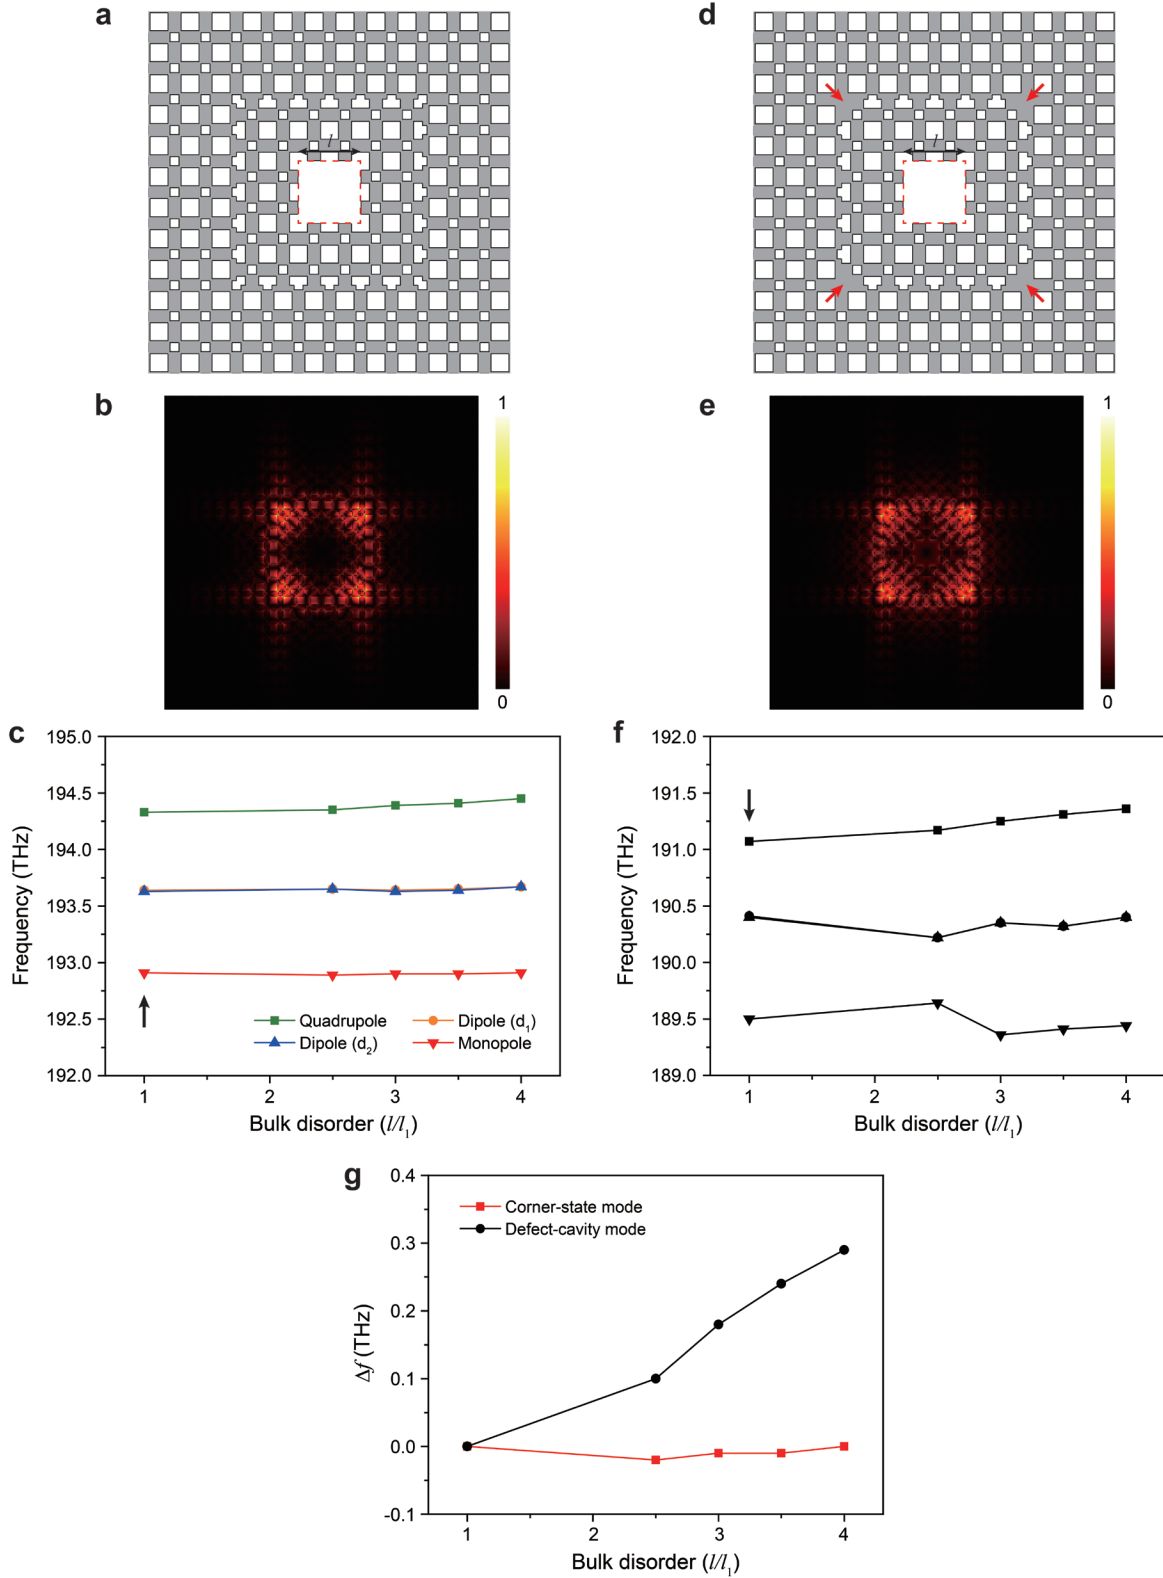 a
d
l
l
b
e
1
0
1
0
c
f
195.0
194.5
194.0
193.5
193.0
192.5
192.0
Frequency (THz)
Quadrupole
Dipole (d1)
Dipole (d2)
Monopole
1
2
3
4
Bulk disorder (l/l1)
192.0
191.5
191.0
190.5
190.0
189.5
189.0
Frequency (THz)
1
2
3
4
Bulk disorder (l/l1)
g
0.4
0.3
0.2
0.1
0.0
-0.1
Δf (THz)
Corner-state mode
Defect-cavity mode
1
2
3
4
Bulk disorder (l/l1)